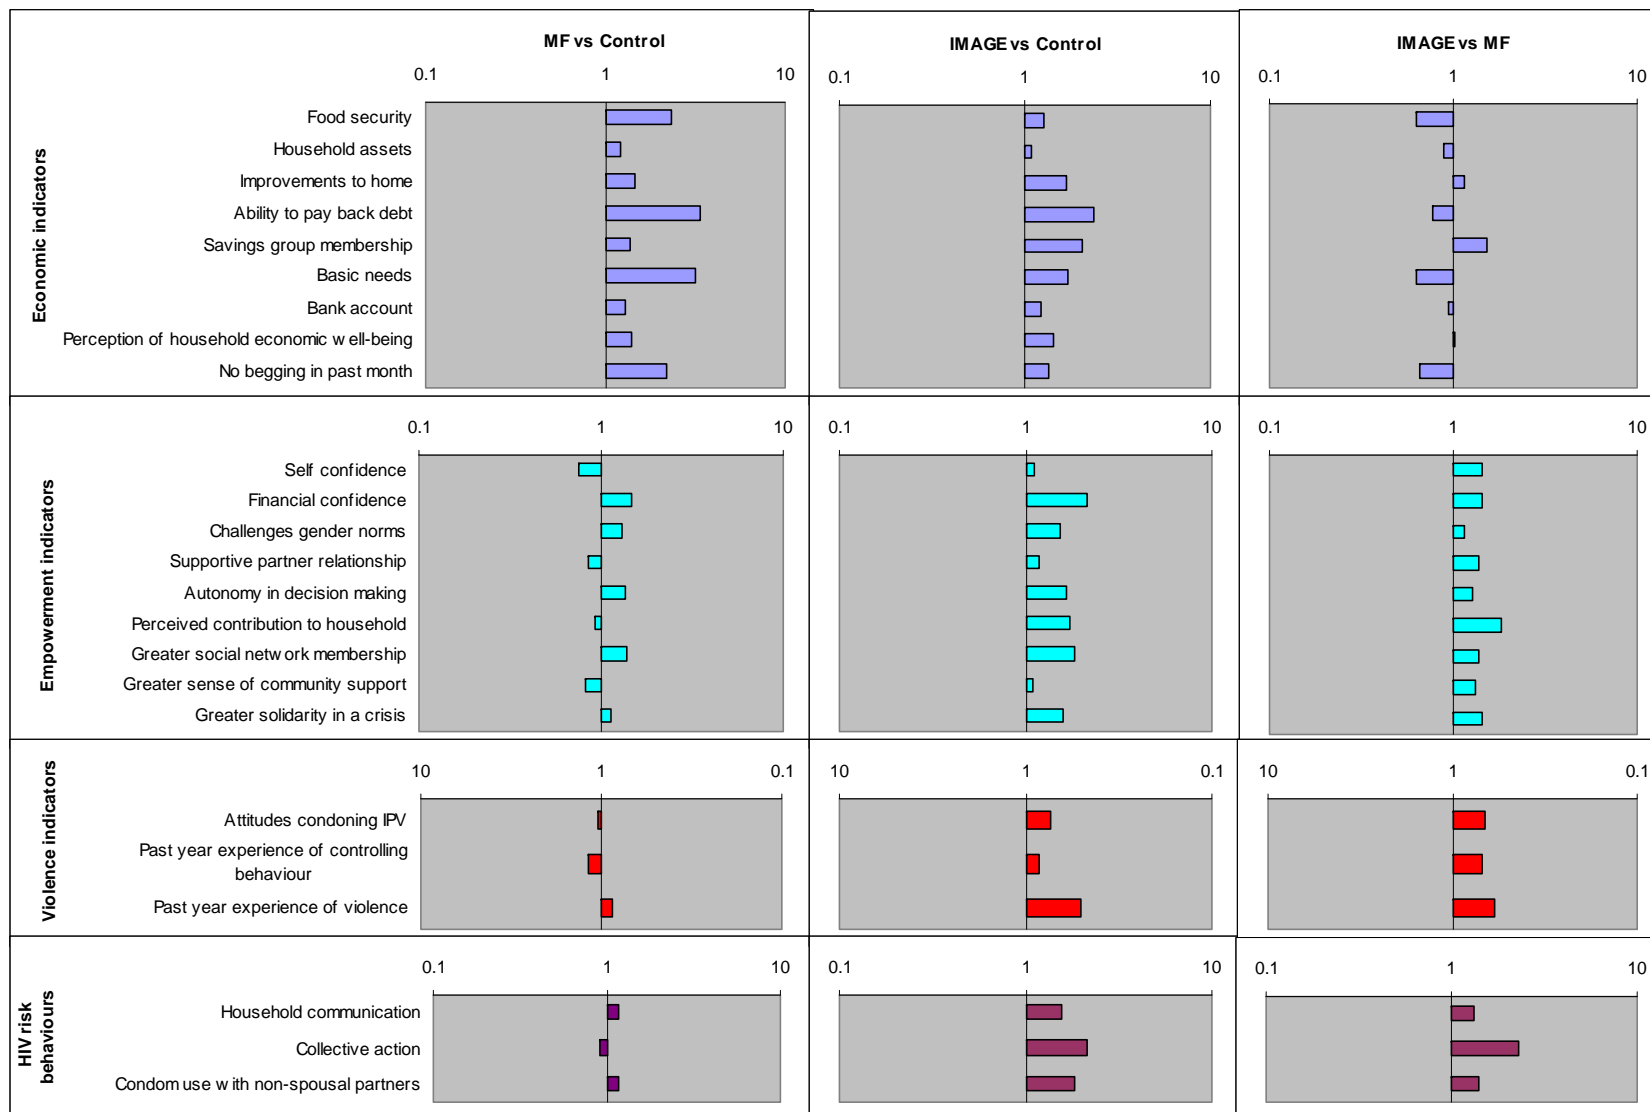 MF vs Control
IMAGE vs Control
IMAGE vs MF
0.1 1 10
0.1 1 10
0.1 1 10
Economic indicators
Food security
Household assets
Improvements to home
Ability to pay back debt
Savings group membership
Basic needs
Bank account
Perception of household economic well-being
No begging in past month
0.1 1 10
0.1 1 10
0.1 1 10
Empowerment indicators
Self confidence
Financial confidence
Challenges gender norms
Supportive partner relationship
Autonomy in decision making
Perceived contribution to household
Greater social network membership
Greater sense of community support
Greater solidarity in a crisis
10 1 0.1
10 1 0.1
10 1 0.1
Violence indicators
Attitudes condoning IPV
Past year experience of controlling
behaviour
Past year experience of violence
0.1 1 10
0.1 1 10
0.1 1 10
HIV risk
behaviours
Household communication
Collective action
Condom use with non-spousal partners